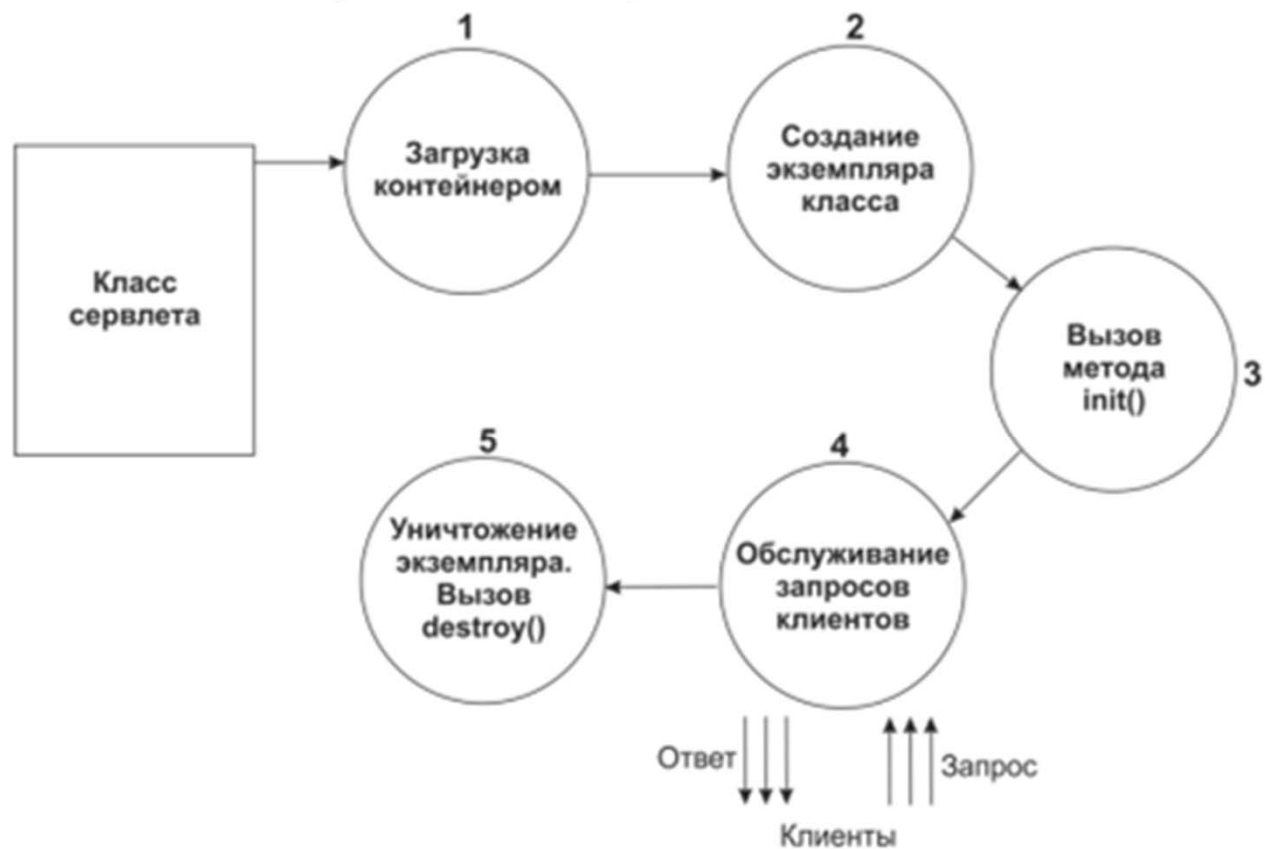 1
Загрузка
контейнером
2
Создание
экземпляра
класса
Класс
сервлета
Вызов
метода
init()
3
4
Обслуживание
запросов
клиентов
5
Уничтожение
экземпляра.
Вызов
destroy()
Ответ
Запрос
Клиенты